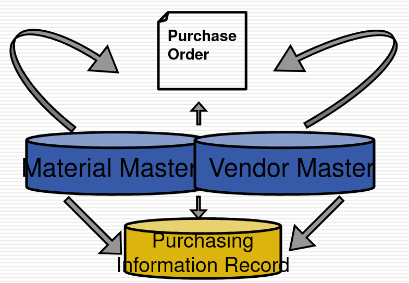 Purchase
Order
Material Master
Vendor Master
Purchasing
Information Record